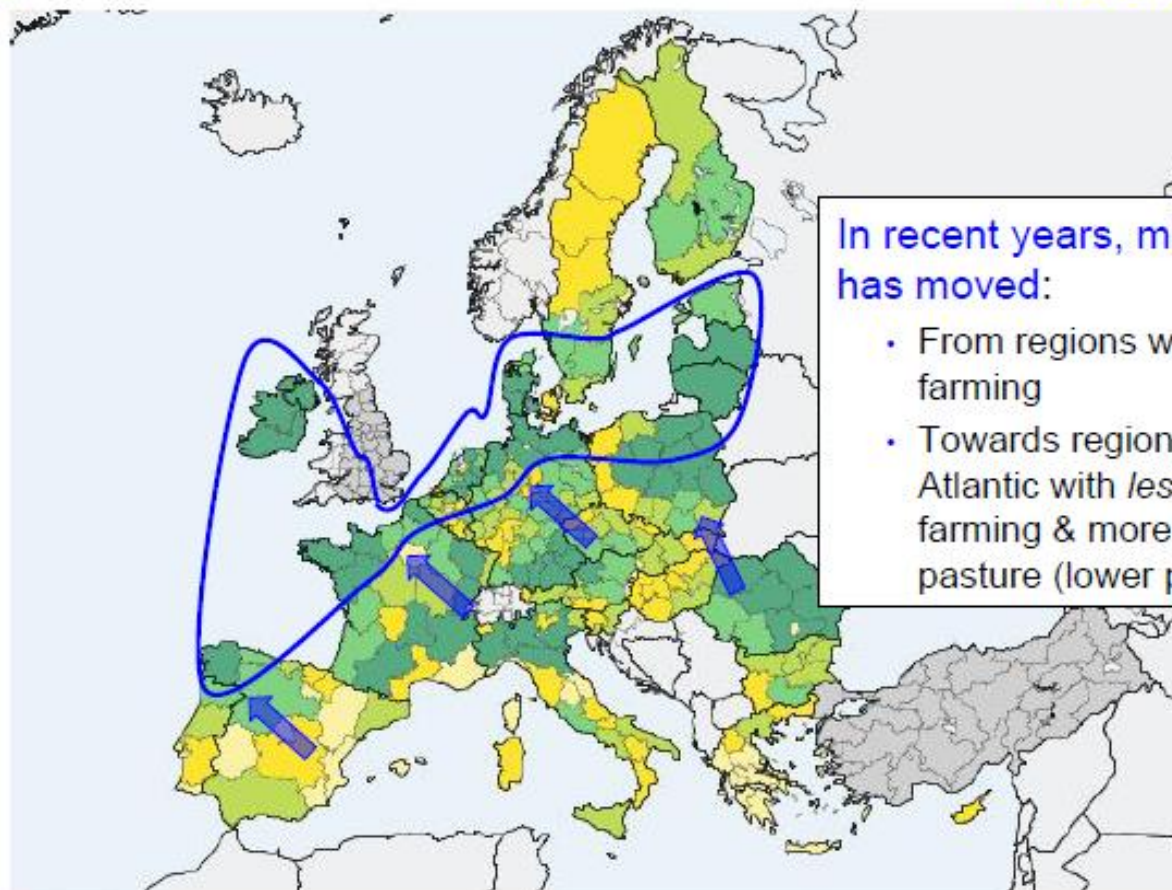 In recent years, m
has moved:
• From regions w
farming
• Towards region
Atlantic with les
farming & more
pasture (lower p